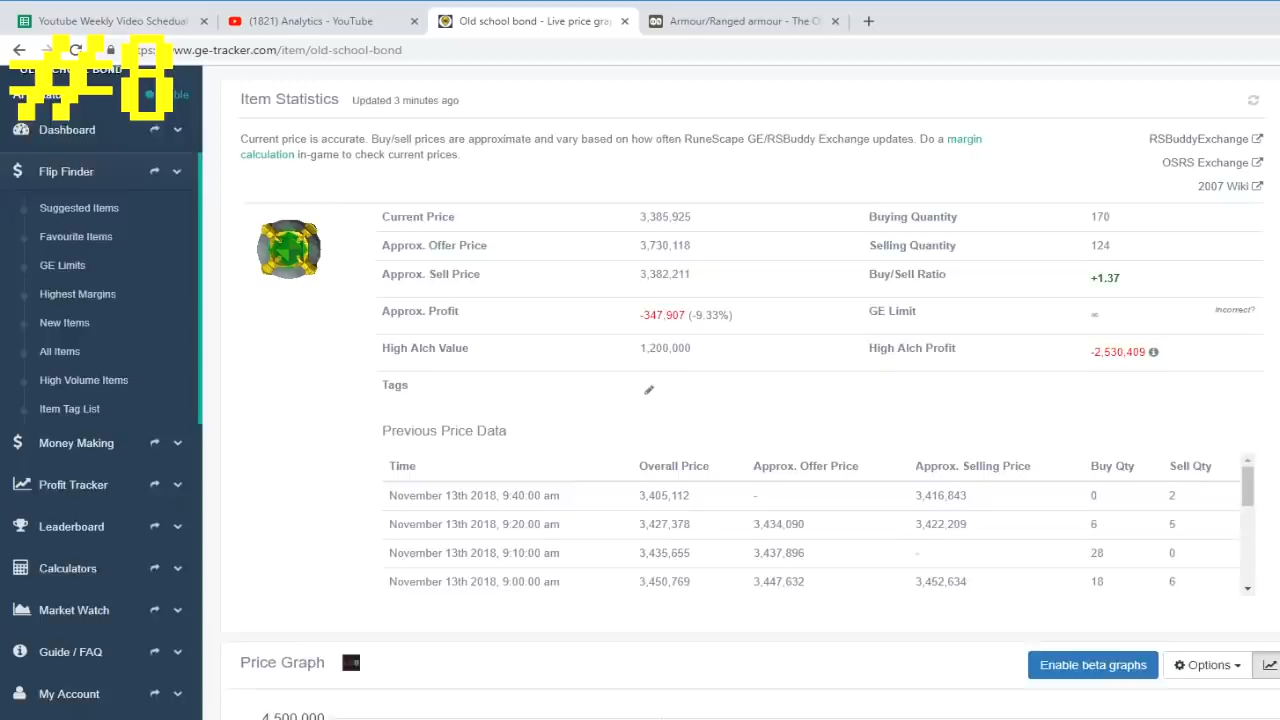 Youtube Weekly Video Schedual
(1821) Analytics - YouTube
Old school bond - Live price gra
Armour/Ranged armour - The O
www.ge-tracker.com/item/old-school-bond
#8
Dashboard
Flip Finder
Suggested Items
Favourite Items
GE Limits
Highest Margins
New Items
All Items
High Volume Items
Item Tag List
Money Making
Profit Tracker
Leaderboard
Calculators
Market Watch
Guide / FAQ
My Account
Item Statistics Updated 3 minutes ago
Current price is accurate. Buy/sell prices are approximate and vary based on how often RuneScape GE/RSBuddy Exchange updates. Do a margin
calculation in-game to check current prices.
RSBuddyExchange
OSRS Exchange
2007 Wiki
Current Price 3,385,925 Buying Quantity 170
Approx. Offer Price 3,730,118 Selling Quantity 124
Approx. Sell Price 3,382,211 Buy/Sell Ratio +1.37
Approx. Profit -347,907 (-9.33%) GE Limit ∞ Incorrect?
High Alch Value 1,200,000 High Alch Profit -2,530,409
Tags
Previous Price Data
Time Overall Price Approx. Offer Price Approx. Selling Price Buy Qty Sell Qty
November 13th 2018, 9:40:00 am 3,405,112 - 3,416,843 0 2
November 13th 2018, 9:20:00 am 3,427,378 3,434,090 3,422,209 6 5
November 13th 2018, 9:10:00 am 3,435,655 3,437,896 - 28 0
November 13th 2018, 9:00:00 am 3,450,769 3,447,632 3,452,634 18 6
Price Graph
Enable beta graphs
Options
4,500,000